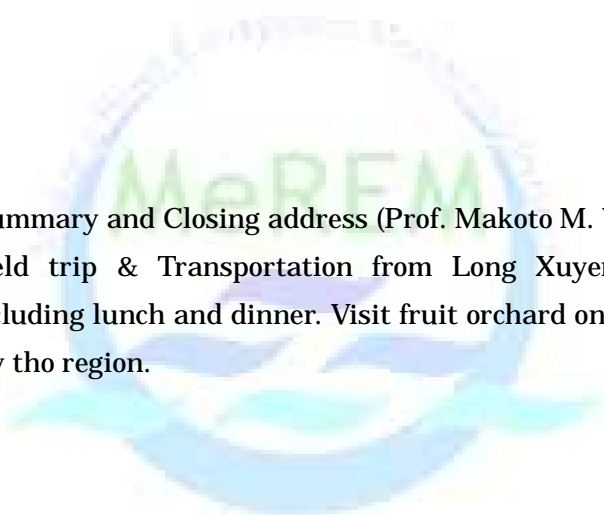 MeREM
ummary and Closing address (Prof. Makoto M.
eld trip & Transportation from Long Xuyen
cluding lunch and dinner. Visit fruit orchard on
y tho region.